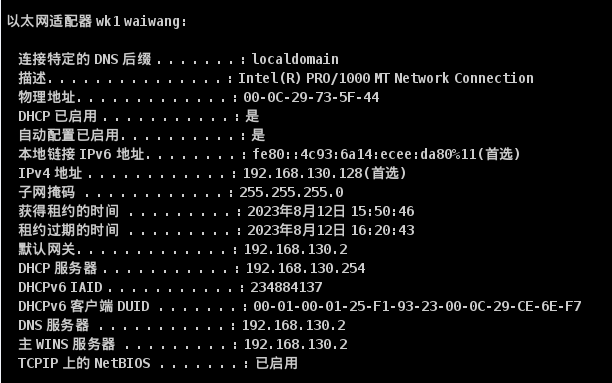 以太网适配器 wk1 waiwang:
连接特定的 DNS 后缀 . . . . . . . : localdomain
描述. . . . . . . . . . . . . . . : Intel(R) PRO/1000 MT Network Connection
物理地址. . . . . . . . . . . . . : 00-0C-29-73-5F-44
DHCP 已启用 . . . . . . . . . . . : 是
自动配置已启用. . . . . . . . . . : 是
本地链接 IPv6 地址. . . . . . . . : fe80::4c93:6a14:ecee:da80%11(首选)
IPv4 地址 . . . . . . . . . . . . : 192.168.130.128(首选)
子网掩码 . . . . . . . . . . . . : 255.255.255.0
获得租约的时间 . . . . . . . . . : 2023年8月12日 15:50:46
租约过期的时间 . . . . . . . . . : 2023年8月12日 16:20:43
默认网关. . . . . . . . . . . . . : 192.168.130.2
DHCP 服务器 . . . . . . . . . . . : 192.168.130.254
DHCPv6 IAID . . . . . . . . . . . : 234884137
DHCPv6 客户端 DUID . . . . . . . : 00-01-00-01-25-F1-93-23-00-0C-29-CE-6E-F7
DNS 服务器 . . . . . . . . . . . : 192.168.130.2
主 WINS 服务器 . . . . . . . . . : 192.168.130.2
TCPIP 上的 NetBIOS . . . . . . . : 已启用